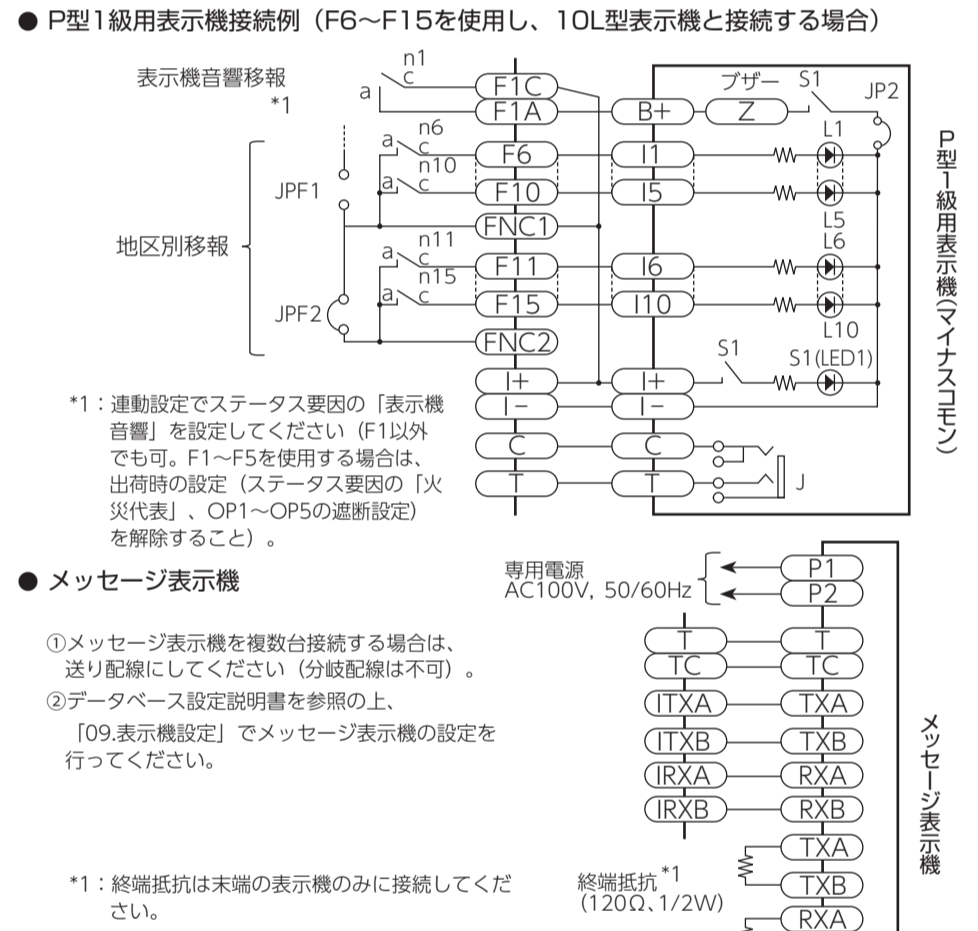 ● P型1級用表示機接続例（F6～F15を使用し、10L型表示機と接続する場合）
表示機音響移報
*1
n1
c
a
F1C
F1A
B+
ブザー
Z
S1
JP2
n6
a
c
F6
I1
L1
n10
a
c
F10
I5
L5
JPF1
FNC1
地区別移報
n11
a
c
F11
I6
L6
n15
a
c
F15
I10
L10
JPF2
FNC2
S1
S1(LED1)
I+
I+
I−
I−
C
C
T
T
J
P型1級用表示機(マイナスコモン)
*1：連動設定でステータス要因の「表示機
音響」を設定してください（F1以外
でも可。F1～F5を使用する場合は、
出荷時の設定（ステータス要因の「火
災代表」、OP1～OP5の遮断設定）
を解除すること）。
● メッセージ表示機
①メッセージ表示機を複数台接続する場合は、
送り配線にしてください（分岐配線は不可）。
②データベース設定説明書を参照の上、
「09.表示機設定」でメッセージ表示機の設定を
行ってください。
*1：終端抵抗は末端の表示機のみに接続してくだ
さい。
専用電源
AC100V, 50/60Hz
P1
P2
T
T
TC
TC
ITXA
TXA
ITXB
TXB
IRXA
RXA
IRXB
RXB
TXA
終端抵抗*1
（120Ω、1/2W）
TXB
RXA
メッセージ表示機